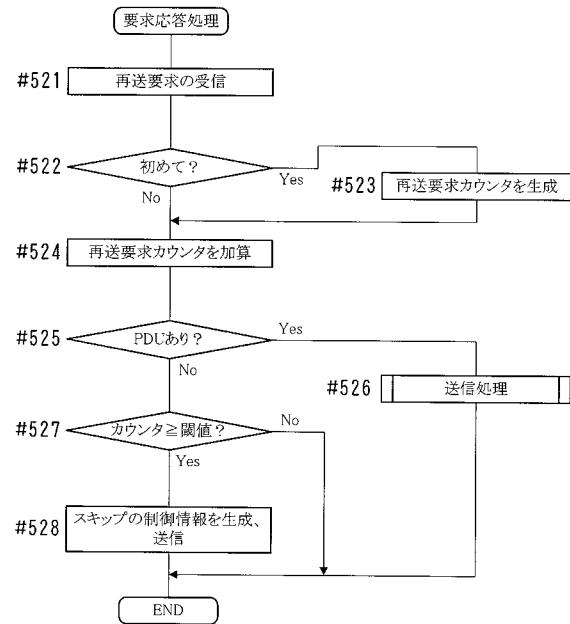 要求応答処理
#521
再送要求の受信
#522
初めて?
Yes
No
#523
再送要求カウンタを生成
#524
再送要求カウンタを加算
#525
PDUあり?
Yes
No
#526
送信処理
#527
カウンタ≧閾値?
No
Yes
#528
スキップの制御情報を生成、
送信
END